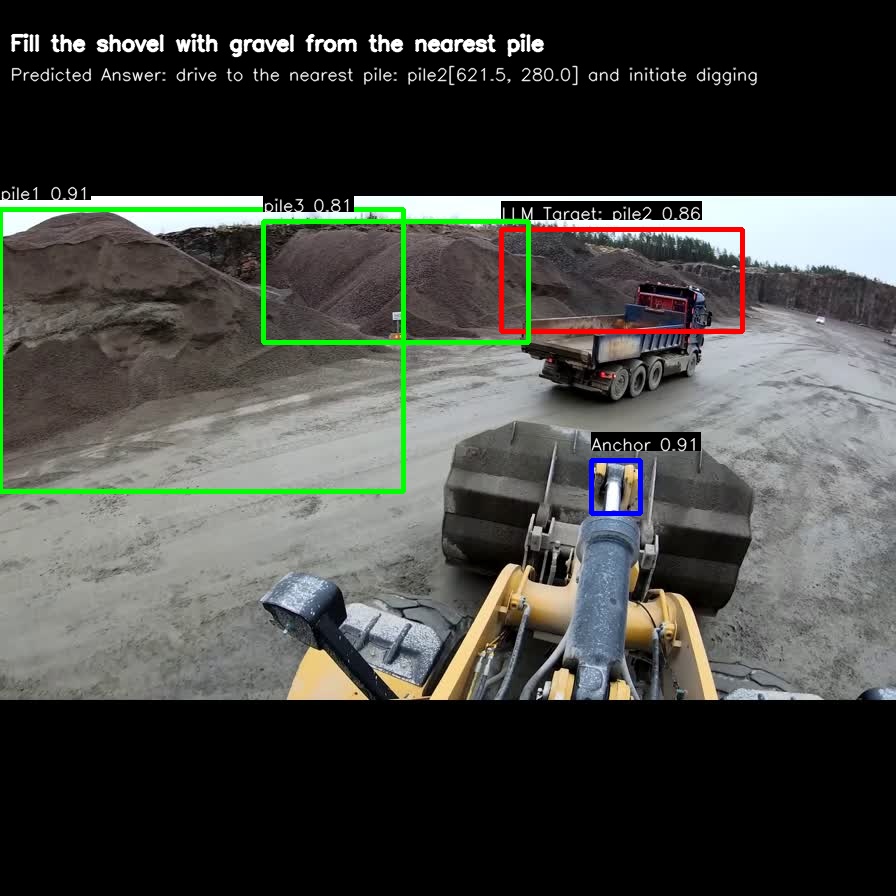 Fill the shovel with gravel from the nearest pile
Predicted Answer: drive to the nearest pile: pile2[621.5, 280.0] and initiate digging
pile1 0.91
pile3 0.81
LLM Target: pile2 0.86
Anchor 0.91